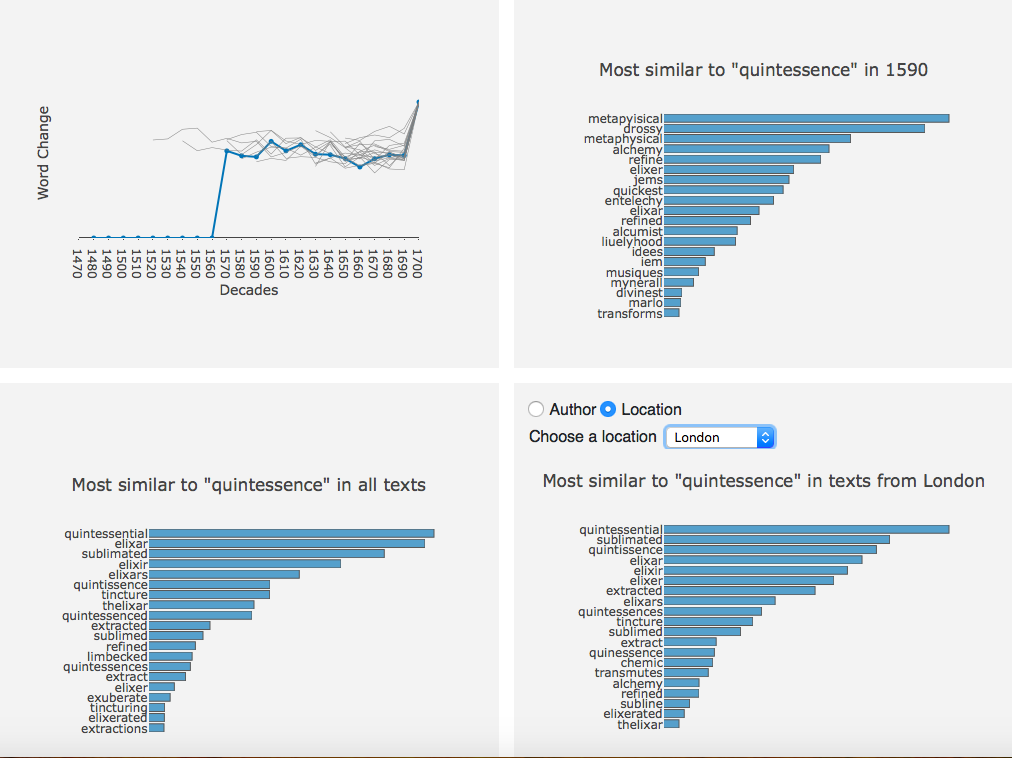 Word Change
1470
1480
1490
1500
1510
1520
1530
1540
1550
1560
1570
1580
1590
1600
1610
1620
1630
1640
1650
1660
1670
1680
1690
1700
Decades
Most similar to "quintessence" in 1590
metapyisical
drossy
metaphysical
alchemy
refine
elixer
jems
quickest
entelechy
elixar
refined
alcumist
liuelyhood
idees
iem
musiques
mynerall
divinest
marlo
transforms
Most similar to "quintessence" in all texts
quintessential
elixar
sublimated
elixir
elixars
quintissence
tincture
thelixar
quintessenced
extracted
sublimed
refined
limbecked
quintessences
extract
elixer
exuberate
tincturing
elixerated
extractions
Author Location
Choose a location London
Most similar to "quintessence" in texts from London
quintessential
sublimated
quintissence
elixar
elixir
elixer
extracted
elixars
quintessences
tincture
sublimed
extract
quinessence
chemic
transmutes
alchemy
refined
subline
elixerated
thelixar